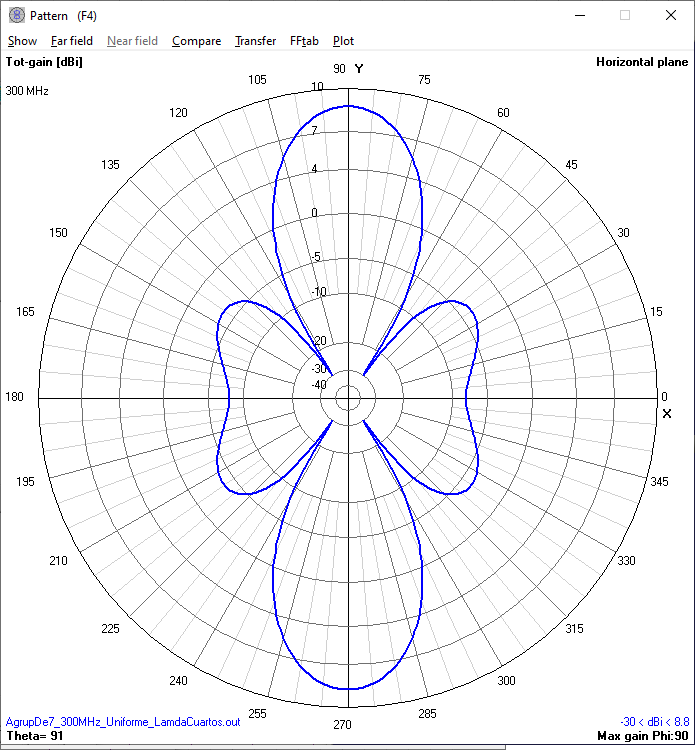 Pattern (F4)
Show Far field Near field Compare Transfer FFtab Plot
Tot-gain [dBi] 90 Y Horizontal plane
105 75
300 MHz 10
120 60
7
135 45
4
150 0 30
-5
165 -10 15
-20
-30
-40
180 0
X
195 345
210 330
225 315
240 300
255 285
270
AgrupDe7_300MHz_Uniforme_LamdaCuartos.out -30 < dBi < 8.8
Theta= 91 Max gain Phi:90